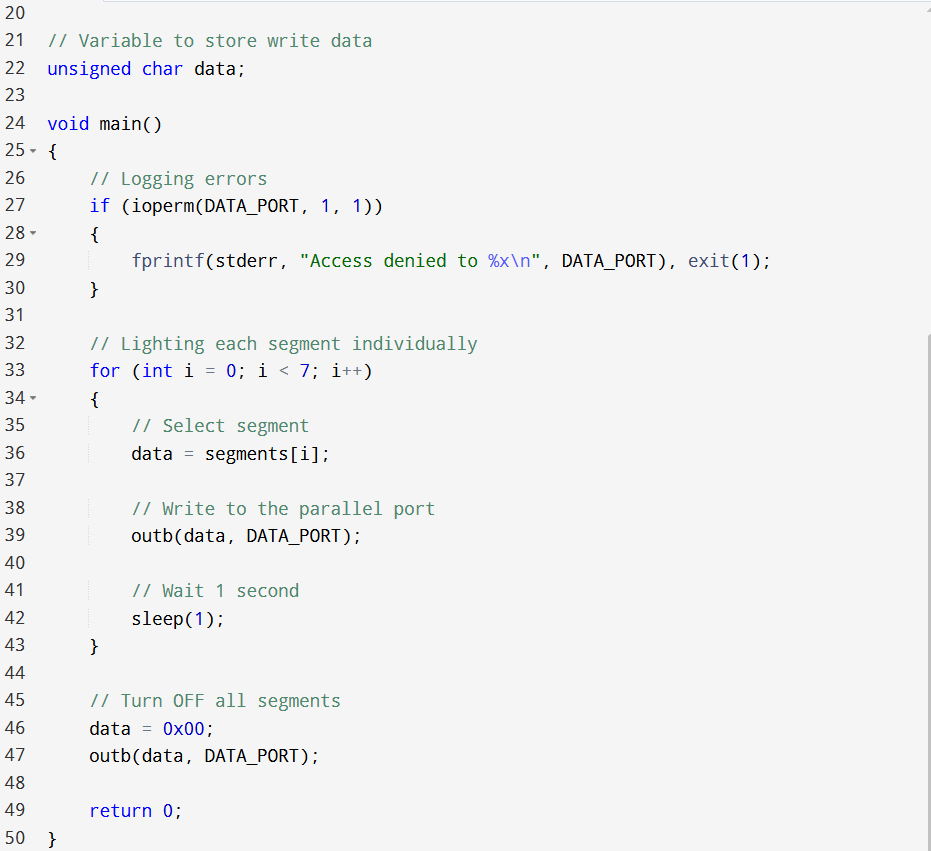 20
21 // Variable to store write data
22 unsigned char data;
23
24 void main()
25 {
26     // Logging errors
27     if (ioperm(DATA_PORT, 1, 1))
28     {
29         fprintf(stderr, "Access denied to %x\n", DATA_PORT), exit(1);
30     }
31
32     // Lighting each segment individually
33     for (int i = 0; i < 7; i++)
34     {
35         // Select segment
36         data = segments[i];
37
38         // Write to the parallel port
39         outb(data, DATA_PORT);
40
41         // Wait 1 second
42         sleep(1);
43     }
44
45     // Turn OFF all segments
46     data = 0x00;
47     outb(data, DATA_PORT);
48
49     return 0;
50 }